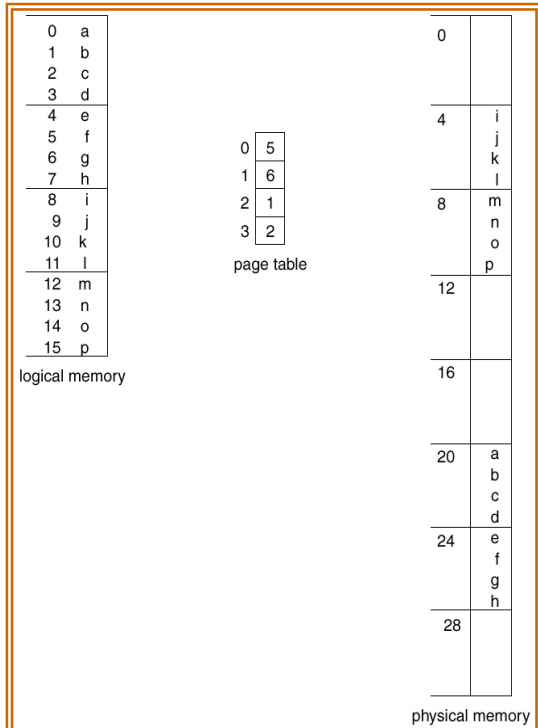 0 a
1 b
2 c
3 d
4 e
5 f
6 g
7 h
8 i
9 j
10 k
11 l
12 m
13 n
14 o
15 p
logical memory
0 5
1 6
2 1
3 2
page table
0
4 i
j
k
l
8 m
n
o
p
12
16
20 a
b
c
d
24 e
f
g
h
28
physical memory